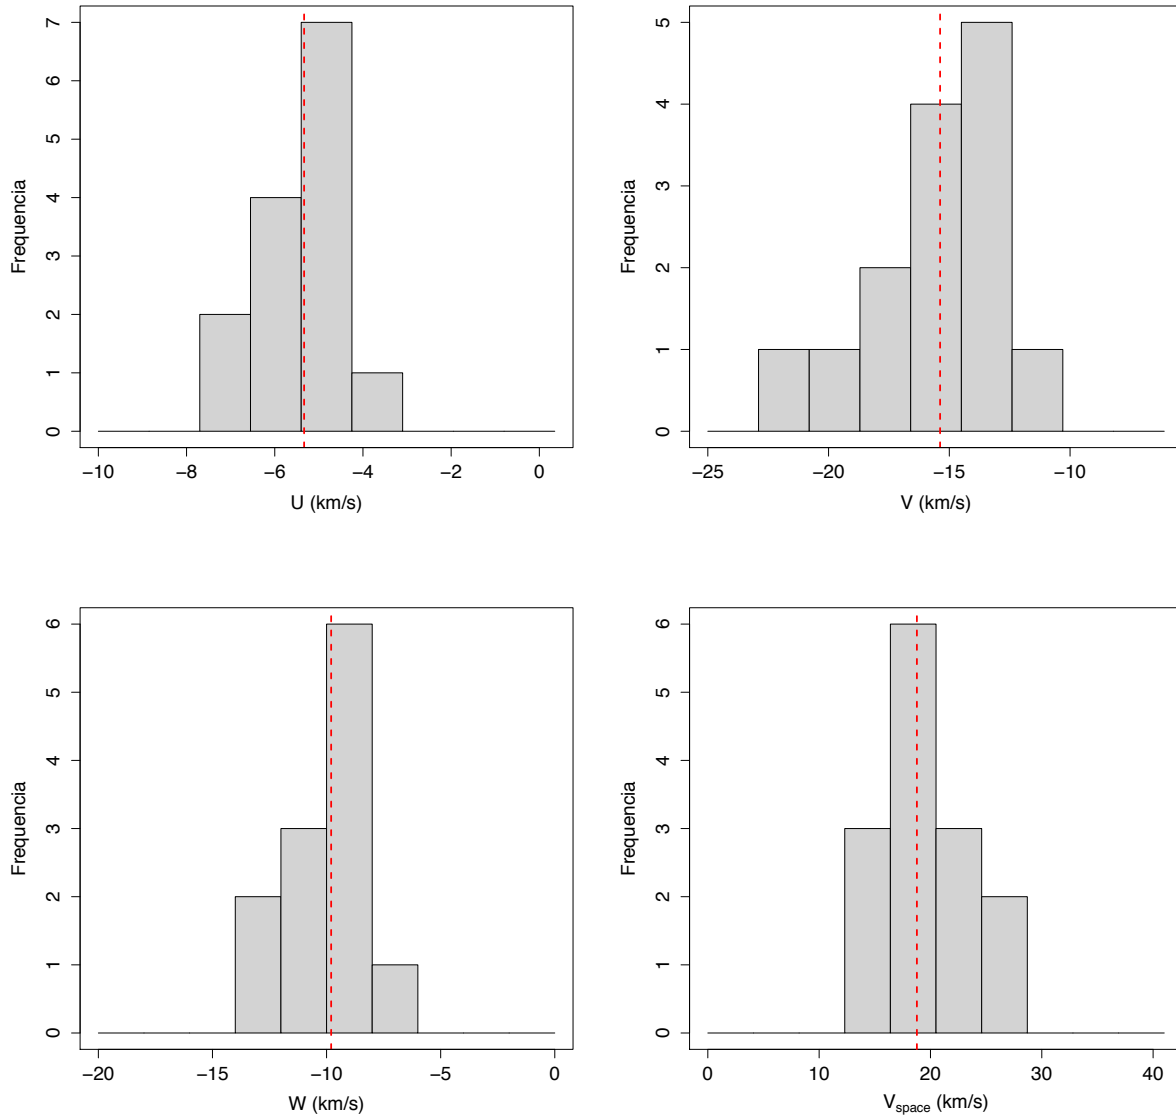 Frequencia
0 1 2 3 4 5 6 7
−10 −8 −6 −4 −2 0
U (km/s)
Frequencia
0 1 2 3 4 5
−25 −20 −15 −10
V (km/s)
Frequencia
0 1 2 3 4 5 6
−20 −15 −10 −5 0
W (km/s)
Frequencia
0 1 2 3 4 5 6
0 10 20 30 40
Vspace (km/s)